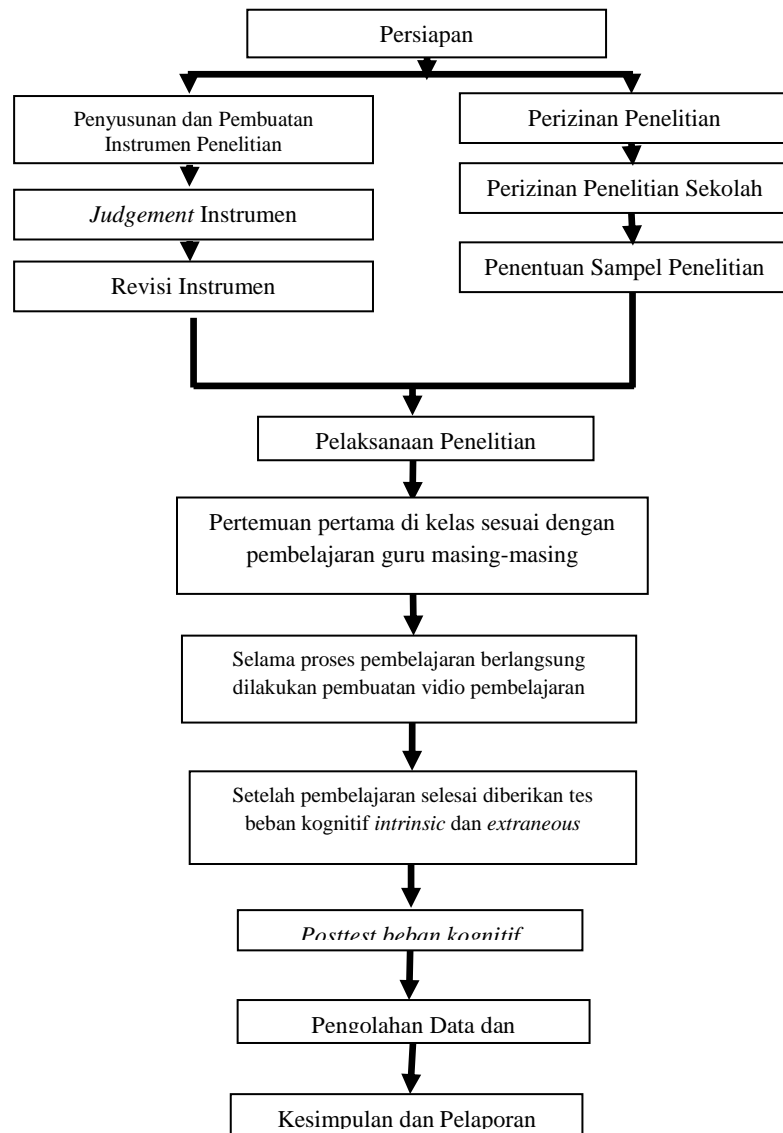 Persiapan
Penyusunan dan Pembuatan
Instrumen Penelitian
Judgement Instrumen
Revisi Instrumen
Perizinan Penelitian
Perizinan Penelitian Sekolah
Penentuan Sampel Penelitian
Pelaksanaan Penelitian
Pertemuan pertama di kelas sesuai dengan
pembelajaran guru masing-masing
Selama proses pembelajaran berlangsung
dilakukan pembuatan vidio pembelajaran
Setelah pembelajaran selesai diberikan tes
beban kognitif intrinsic dan extraneous
Posttest beban kognitif
Pengolahan Data dan
Kesimpulan dan Pelaporan